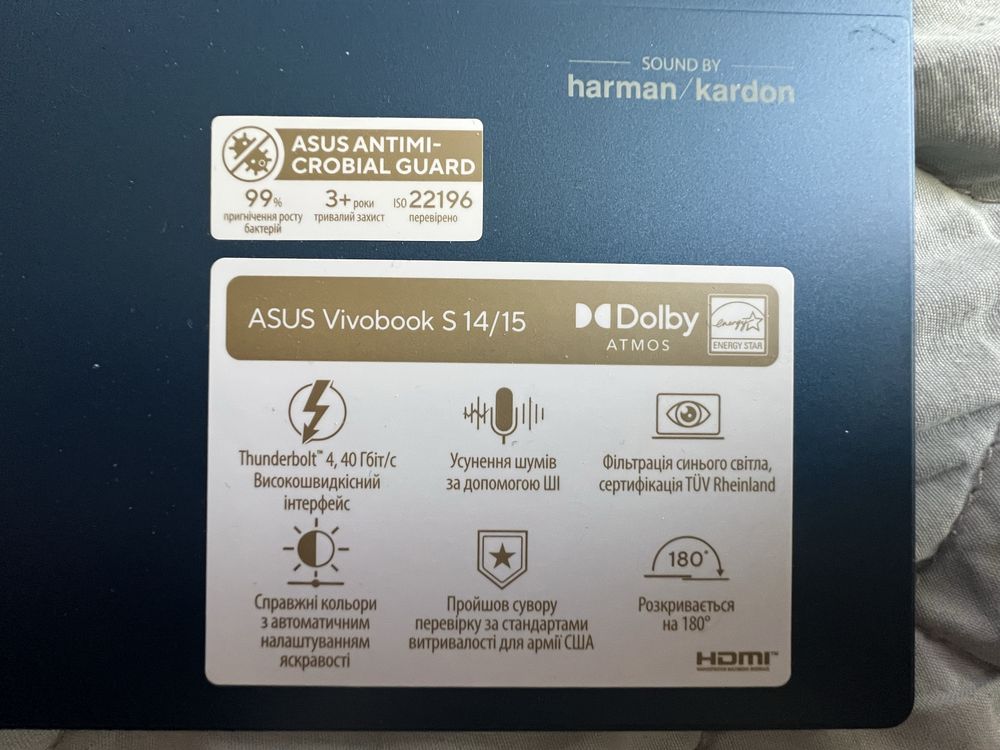 SOUND BY
harman/kardon
ASUS ANTIMI-
CROBIAL GUARD
99%
пригнічення росту
бактерій
3+ роки
тривалий захист
ISO 22196
перевірено
ASUS Vivobook S 14/15
Dolby
ATMOS
energy
ENERGY STAR
Thunderbolt™ 4, 40 Гбіт/с
Високошвидкісний
інтерфейс
Усунення шумів
за допомогою ШІ
Фільтрація синього світла,
сертифікація TÜV Rheinland
Справжні кольори
з автоматичним
налаштуванням
яскравості
Пройшов сувору
перевірку за стандартами
витривалості для армії США
180°
Розкривається
на 180°
HDMI™